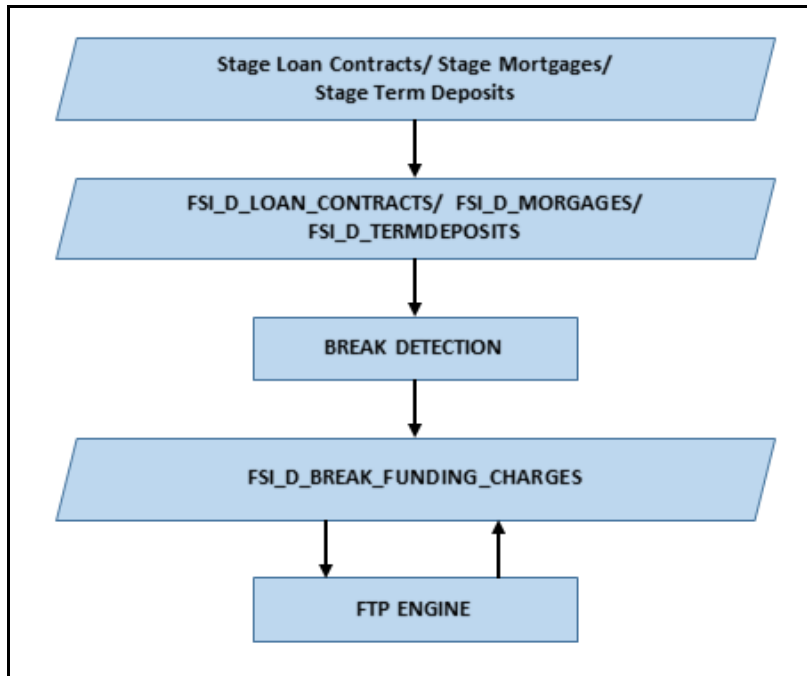 Stage Loan Contracts/ Stage Mortgages/
Stage Term Deposits
FSI_D_LOAN_CONTRACTS/ FSI_D_MORGAGES/
FSI_D_TERMDEPOSITS
BREAK DETECTION
FSI_D_BREAK_FUNDING_CHARGES
FTP ENGINE